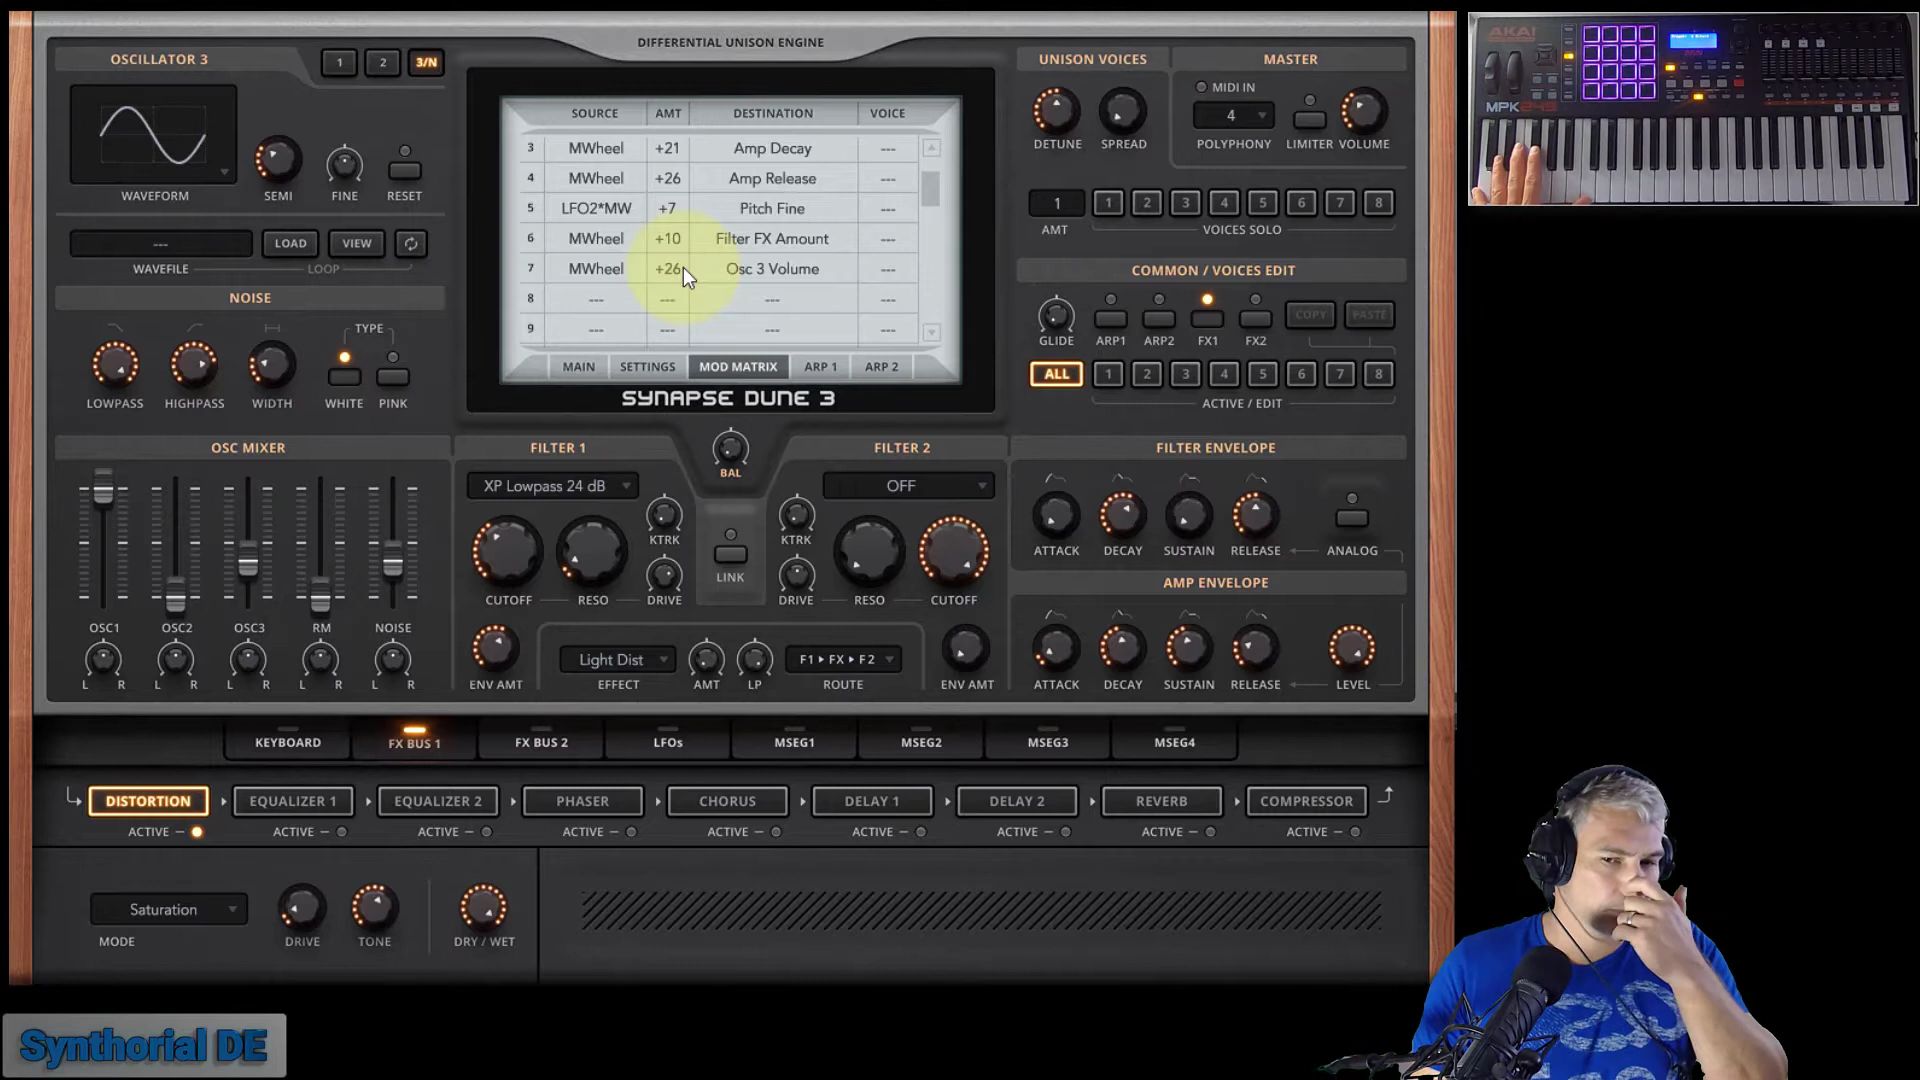 DIFFERENTIAL UNISON ENGINE
OSCILLATOR 3
1 2 3/N
WAVEFORM
SEMI FINE RESET
---
LOAD VIEW
WAVEFILE LOOP
NOISE
TYPE
LOWPASS HIGHPASS WIDTH WHITE PINK
SOURCE AMT DESTINATION VOICE
3 MWheel +21 Amp Decay ---
4 MWheel +26 Amp Release ---
5 LFO2*MW +7 Pitch Fine ---
6 MWheel +10 Filter FX Amount ---
7 MWheel +26 Osc 3 Volume ---
8 --- --- --- ---
9 --- --- --- ---
MAIN SETTINGS MOD MATRIX ARP 1 ARP 2
SYNAPSE DUNE 3
UNISON VOICES
DETUNE SPREAD
MASTER
MIDI IN
4
POLYPHONY LIMITER VOLUME
1 1 2 3 4 5 6 7 8
AMT VOICES SOLO
COMMON / VOICES EDIT
COPY PASTE
GLIDE ARP1 ARP2 FX1 FX2
ALL 1 2 3 4 5 6 7 8
ACTIVE / EDIT
OSC MIXER
OSC1 OSC2 OSC3 RM NOISE
L R L R L R L R L R
FILTER 1
XP Lowpass 24 dB
KTRK
CUTOFF RESO DRIVE
BAL
LINK
FILTER 2
OFF
KTRK
DRIVE RESO CUTOFF
Light Dist
F1 ▸ FX ▸ F2
ENV AMT EFFECT AMT LP ROUTE ENV AMT
FILTER ENVELOPE
ATTACK DECAY SUSTAIN RELEASE ANALOG
AMP ENVELOPE
ATTACK DECAY SUSTAIN RELEASE LEVEL
KEYBOARD FX BUS 1 FX BUS 2 LFOs MSEG1 MSEG2 MSEG3 MSEG4
DISTORTION EQUALIZER 1 EQUALIZER 2 PHASER CHORUS DELAY 1 DELAY 2 REVERB COMPRESSOR
ACTIVE ACTIVE ACTIVE ACTIVE ACTIVE ACTIVE ACTIVE ACTIVE ACTIVE
Saturation
MODE DRIVE TONE DRY / WET
AKAI
MPK249
Synthorial DE